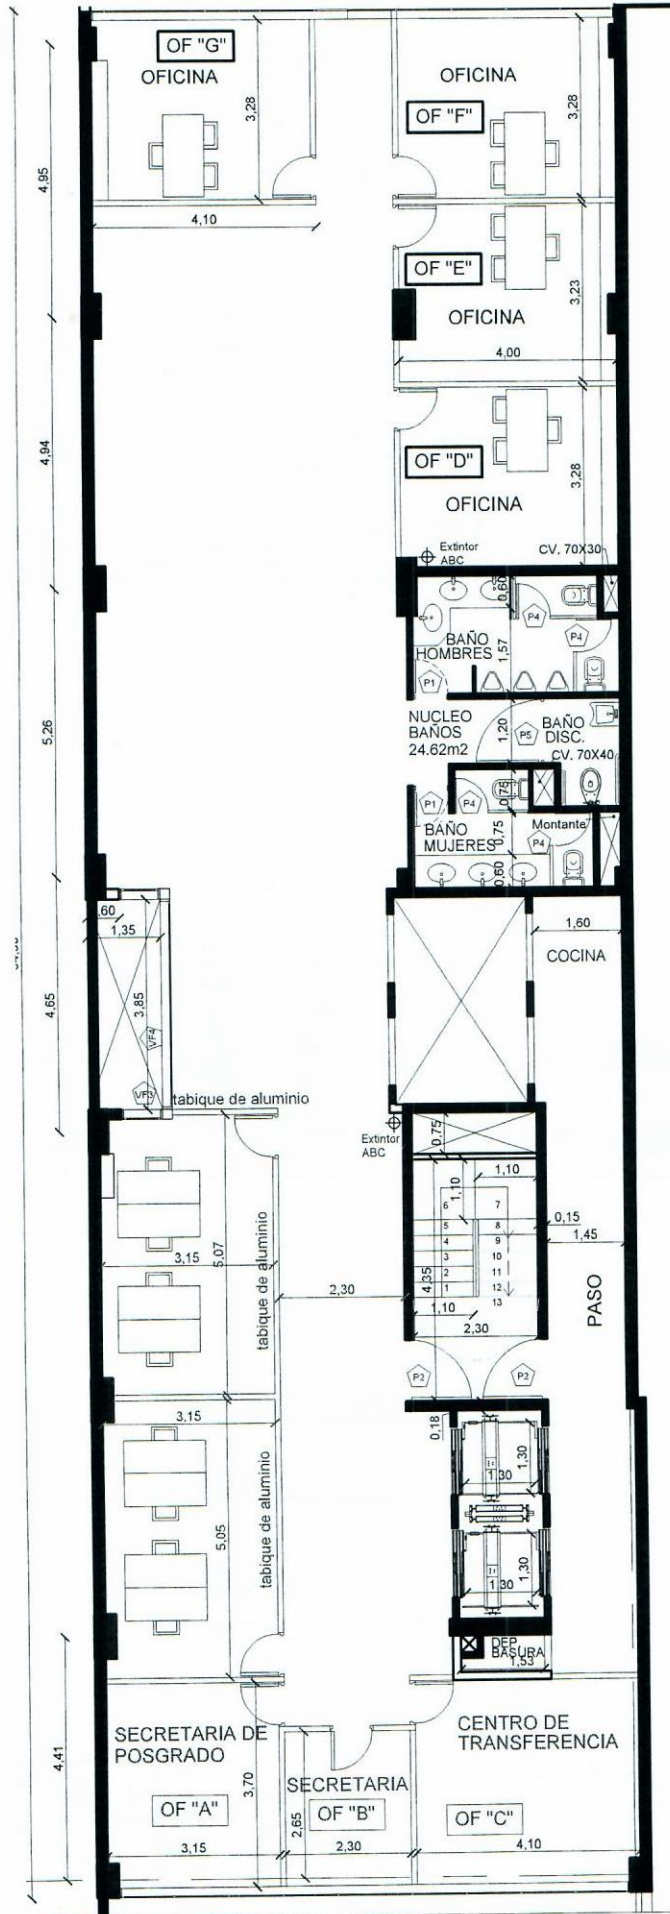 OF "G"
OFICINA
3,28
4,10
OFICINA
OF "F"
3,28
4,95
OF "E"
OFICINA
3,23
4,00
4,94
OF "D"
OFICINA
3,28
Extintor
ABC
CV. 70X30
0,60
P4
BAÑO
HOMBRES
1,57
P4
P1
NUCLEO
BAÑOS
24.62m2
1,20
P5
BAÑO
DISC.
CV. 70X40
5,26
P1
P4
0,75
BAÑO
MUJERES
0,75
Montante
P4
0,60
,60
1,35
3,85
VF4
VF3
4,65
1,60
COCINA
tabique de aluminio
Extintor
ABC
0,75
1,10
1,10
6
7
5
8
4
9
3
10
2
11
1
12
13
4,35
1,10
2,30
0,15
1,45
PASO
3,15
5,07
tabique de aluminio
2,30
P2
P2
3,15
0,18
5,05
tabique de aluminio
1,30
1,30
1,30
1,30
DEP.
BASURA
1,53
4,41
SECRETARIA DE
POSGRADO
OF "A"
3,70
3,15
SECRETARIA
OF "B"
2,65
2,30
CENTRO DE
TRANSFERENCIA
OF "C"
4,10